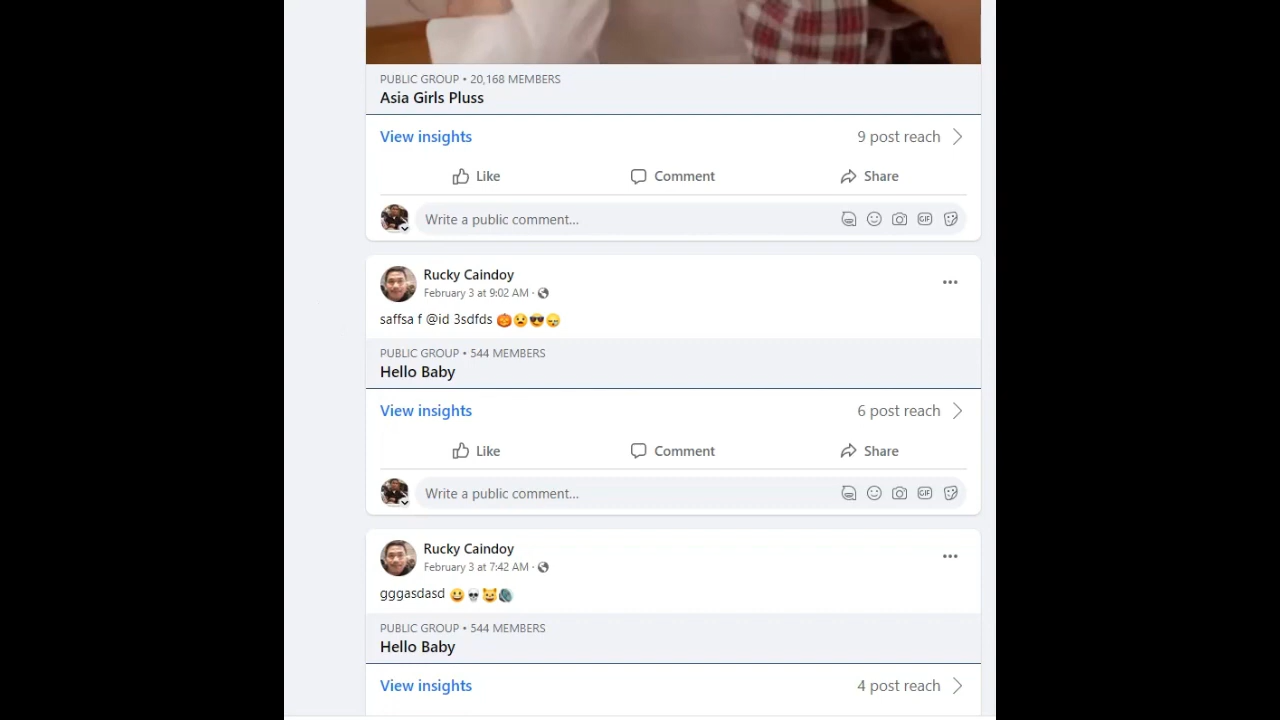 PUBLIC GROUP • 20,168 MEMBERS
Asia Girls Pluss
View insights
9 post reach
Like
Comment
Share
Write a public comment...
GIF
Rucky Caindoy
February 3 at 9:02 AM ·
saffsa f @id 3sdfds 🎃😧😎😴
PUBLIC GROUP • 544 MEMBERS
Hello Baby
View insights
6 post reach
Like
Comment
Share
Write a public comment...
GIF
Rucky Caindoy
February 3 at 7:42 AM ·
gggasdasd 😀💀😺
PUBLIC GROUP • 544 MEMBERS
Hello Baby
View insights
4 post reach